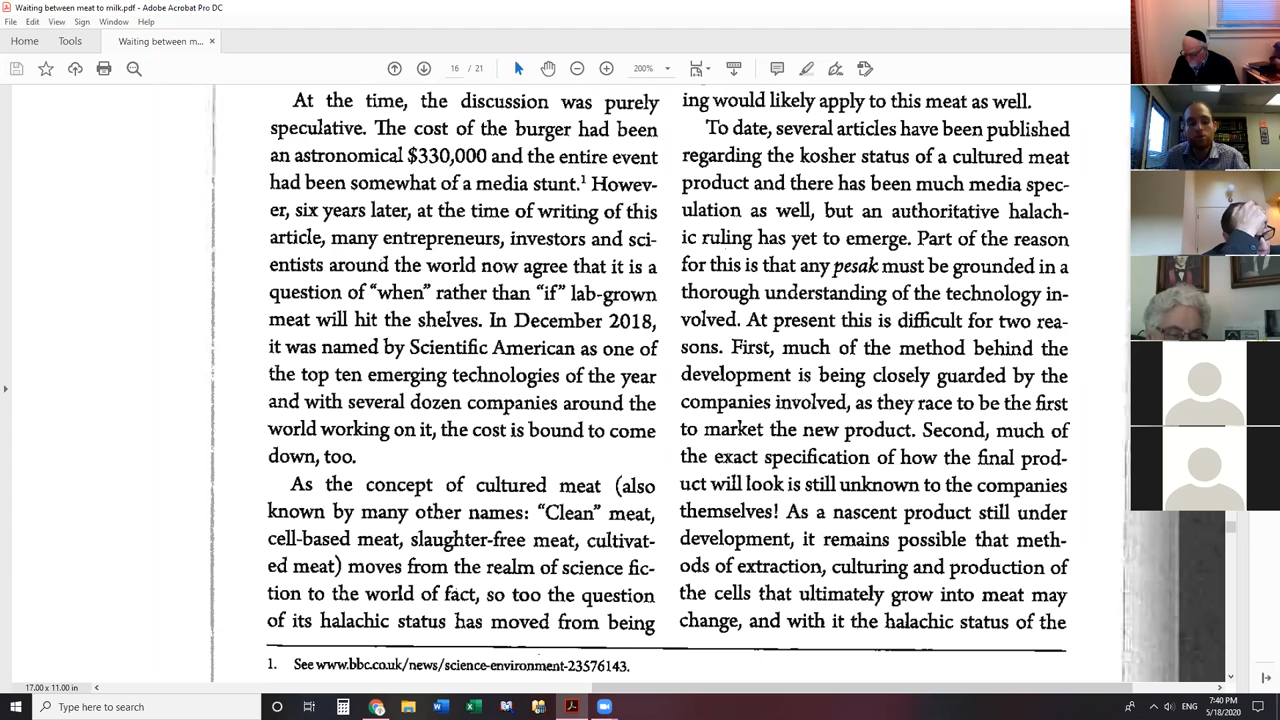 Waiting between meat to milk.pdf - Adobe Acrobat Pro DC
File Edit View Sign Window Help
Home Tools Waiting between m... ×
16 / 21 200%
At the time, the discussion was purely
speculative. The cost of the burger had been
an astronomical $330,000 and the entire event
had been somewhat of a media stunt.1 Howev-
er, six years later, at the time of writing of this
article, many entrepreneurs, investors and sci-
entists around the world now agree that it is a
question of “when” rather than “if” lab-grown
meat will hit the shelves. In December 2018,
it was named by Scientific American as one of
the top ten emerging technologies of the year
and with several dozen companies around the
world working on it, the cost is bound to come
down, too.
As the concept of cultured meat (also
known by many other names: “Clean” meat,
cell-based meat, slaughter-free meat, cultivat-
ed meat) moves from the realm of science fic-
tion to the world of fact, so too the question
of its halachic status has moved from being
ing would likely apply to this meat as well.
To date, several articles have been published
regarding the kosher status of a cultured meat
product and there has been much media spec-
ulation as well, but an authoritative halach-
ic ruling has yet to emerge. Part of the reason
for this is that any pesak must be grounded in a
thorough understanding of the technology in-
volved. At present this is difficult for two rea-
sons. First, much of the method behind the
development is being closely guarded by the
companies involved, as they race to be the first
to market the new product. Second, much of
the exact specification of how the final prod-
uct will look is still unknown to the companies
themselves! As a nascent product still under
development, it remains possible that meth-
ods of extraction, culturing and production of
the cells that ultimately grow into meat may
change, and with it the halachic status of the
1. See www.bbc.co.uk/news/science-environment-23576143.
17.00 x 11.00 in
Type here to search
ENG
7:40 PM
5/18/2020